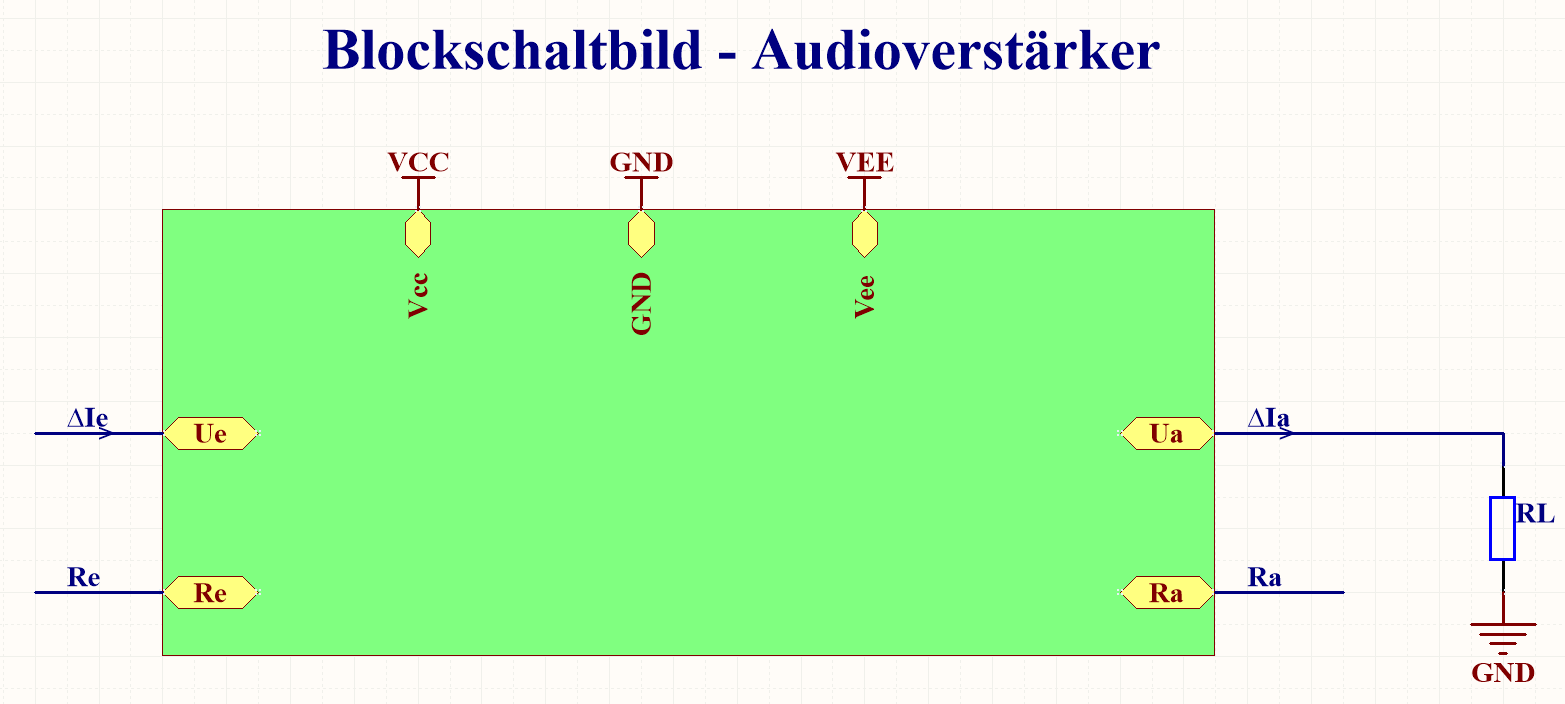 Blockschaltbild - Audioverstärker
VCC GND VEE
Vcc GND Vee
ΔIe Ue Ua ΔIa
RL
Re Re Ra Ra
GND